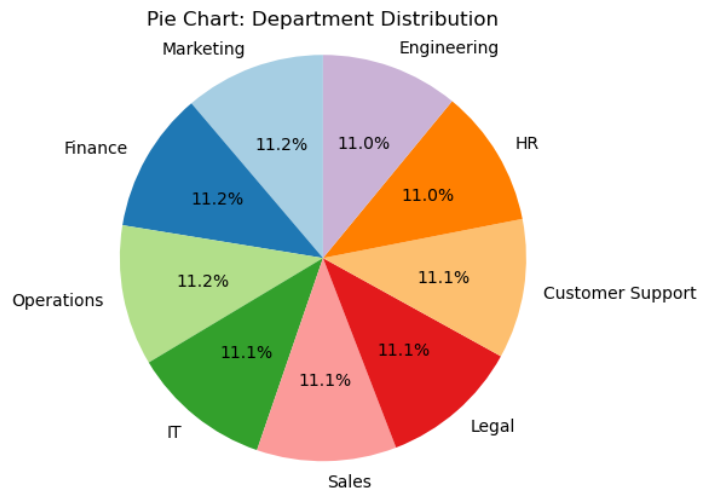 Pie Chart: Department Distribution
Marketing
Engineering
11.2%
11.0%
Finance
HR
11.2%
11.0%
Operations
11.2%
11.1%
Customer Support
IT
11.1%
11.1%
11.1%
Legal
Sales